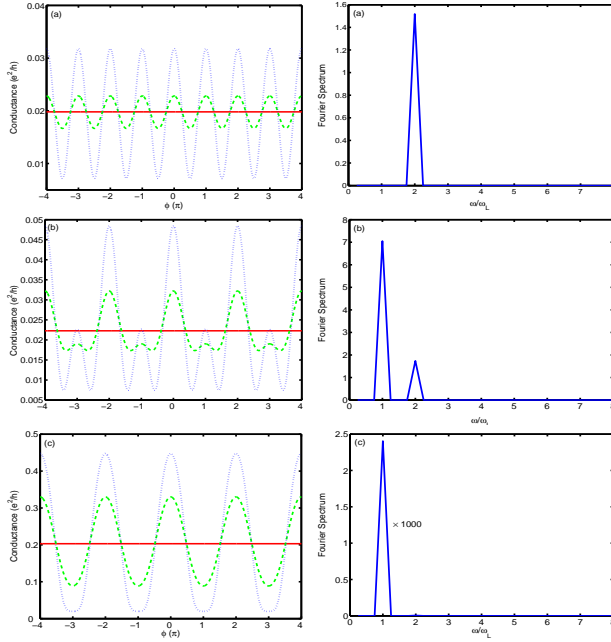 (a)
0.04
0.03
0.02
0.01
Conductance (e²/h)
−4 −3 −2 −1 0 1 2 3 4
φ (π)
(a)
1.6
1.4
1.2
1
0.8
0.6
0.4
0.2
0
Fourier Spectrum
0 1 2 3 4 5 6 7 8
ω/ω_L
(b)
0.05
0.045
0.04
0.035
0.03
0.025
0.02
0.015
0.01
0.005
Conductance (e²/h)
−4 −3 −2 −1 0 1 2 3 4
φ (π)
(b)
8
7
6
5
4
3
2
1
0
Fourier Spectrum
0 1 2 3 4 5 6 7
ω/ω
(c)
0.5
0.4
0.3
0.2
0.1
0
Conductance (e²/h)
−4 −3 −2 −1 0 1 2 3 4
φ (π)
(c)
2.5
2
1.5
1
0.5
0
Fourier Spectrum
× 1000
0 1 2 3 4 5 6 7 8
ω/ω_L